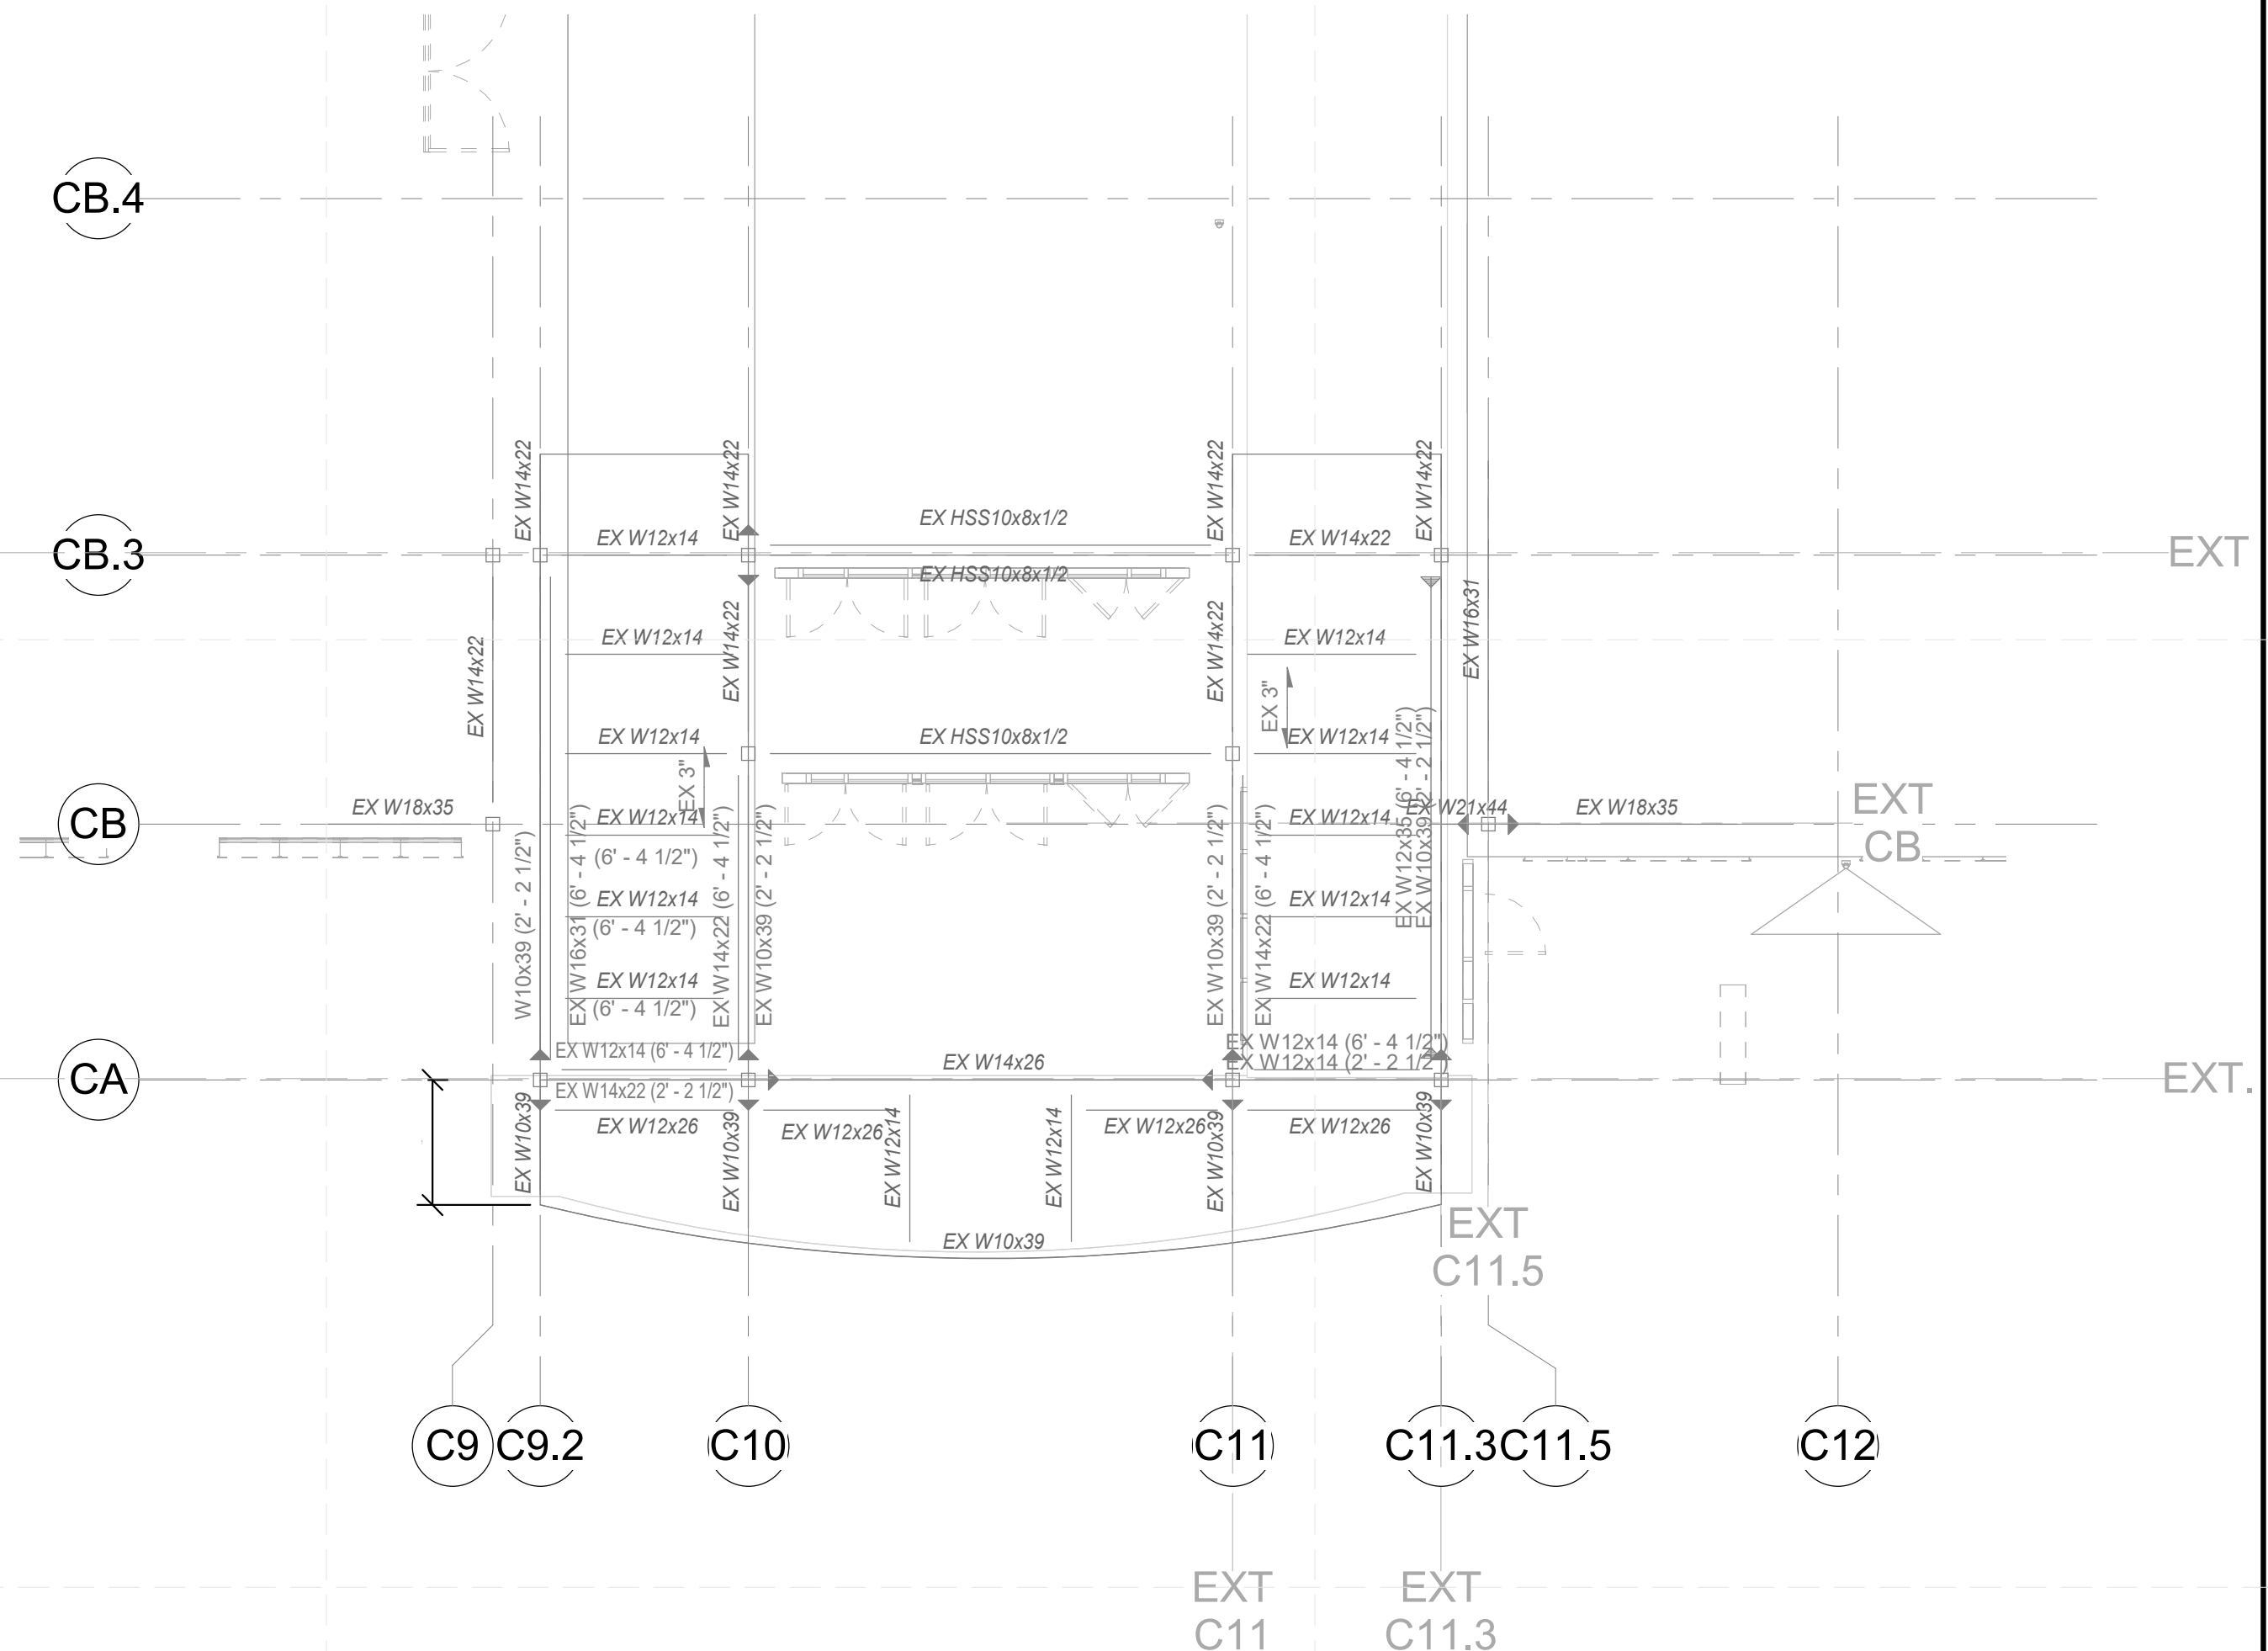 CB.4
EX W14x22
EX W14x22
EX W14x22
EX W14x22
EX HSS10x8x1/2
EX W12x14
EX W14x22
CB.3
EXT
EX HSS10x8x1/2
EX W14x22
EX W14x22
EX W14x22
EX W16x31
EX W12x14
EX W12x14
EX 3"
EX W12x14
EX HSS10x8x1/2
EX W12x14
EX 3"
EXT
CB
CB
EX W18x35
EX W12x14
EX W12x14
EX W21x44
EX W18x35
(6' - 4 1/2")
W10x39 (2' - 2 1/2")
EX W16x31 (6' - 4 1/2")
EX W14x22 (6' - 4 1/2")
EX W10x39 (2' - 2 1/2")
EX W10x39 (2' - 2 1/2")
EX W14x22 (6' - 4 1/2")
EX W12x35 (6' - 4 1/2")
EX W10x39 (2' - 2 1/2")
EX W12x14
EX W12x14
(6' - 4 1/2")
EX W12x14
EX W12x14
(6' - 4 1/2")
EX W12x14 (6' - 4 1/2")
EX W12x14 (6' - 4 1/2")
EX W14x26
EX W12x14 (2' - 2 1/2")
CA
EXT.
EX W14x22 (2' - 2 1/2")
EX W12x26
EX W12x26
EX W12x26
EX W12x26
EX W10x39
EX W10x39
EX W12x14
EX W12x14
EX W10x39
EX W10x39
EX W10x39
EXT
C11.5
C9
C9.2
C10
C11
C11.3
C11.5
C12
EXT
C11
EXT
C11.3